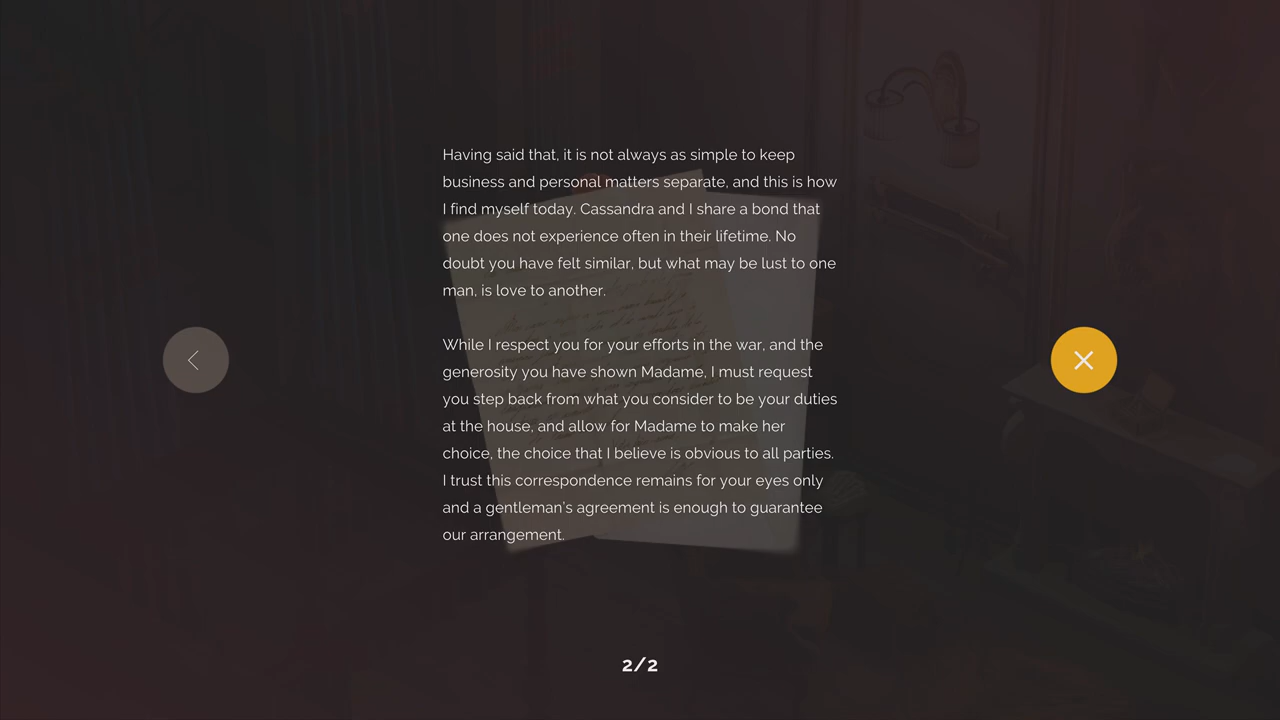 Having said that, it is not always as simple to keep
business and personal matters separate, and this is how
I find myself today. Cassandra and I share a bond that
one does not experience often in their lifetime. No
doubt you have felt similar, but what may be lust to one
man, is love to another.
While I respect you for your efforts in the war, and the
generosity you have shown Madame, I must request
you step back from what you consider to be your duties
at the house, and allow for Madame to make her
choice, the choice that I believe is obvious to all parties.
I trust this correspondence remains for your eyes only
and a gentleman's agreement is enough to guarantee
our arrangement.
2/2